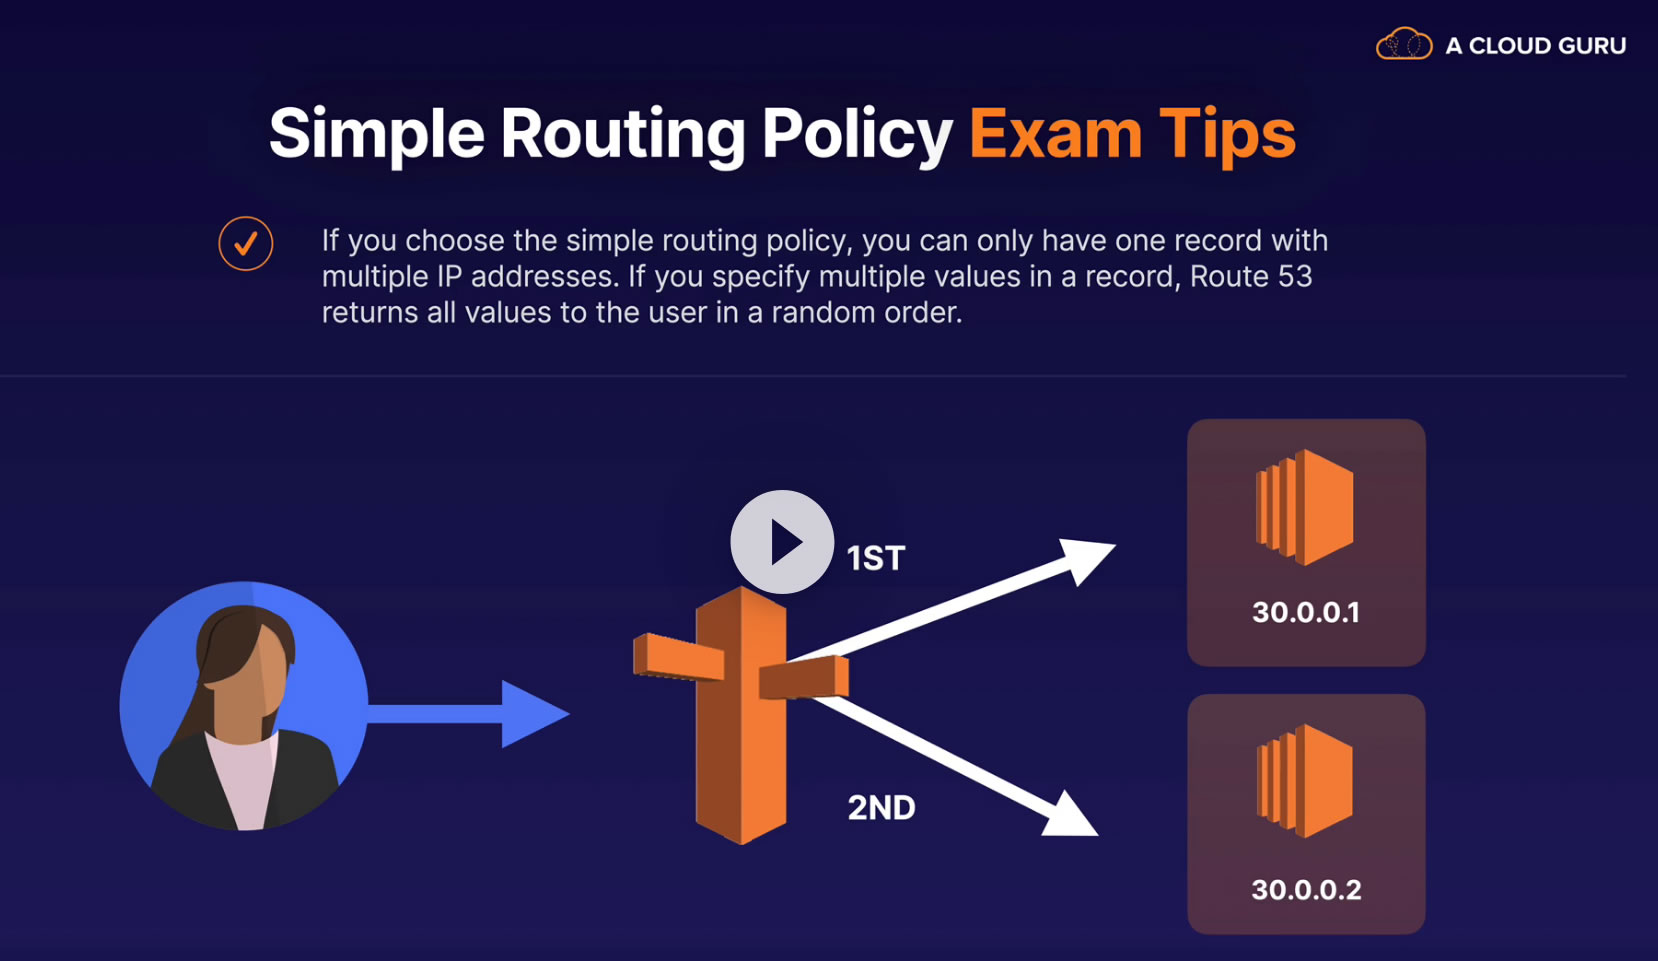 A CLOUD GURU
Simple Routing Policy Exam Tips
If you choose the simple routing policy, you can only have one record with
multiple IP addresses. If you specify multiple values in a record, Route 53
returns all values to the user in a random order.
1ST
30.0.0.1
2ND
30.0.0.2